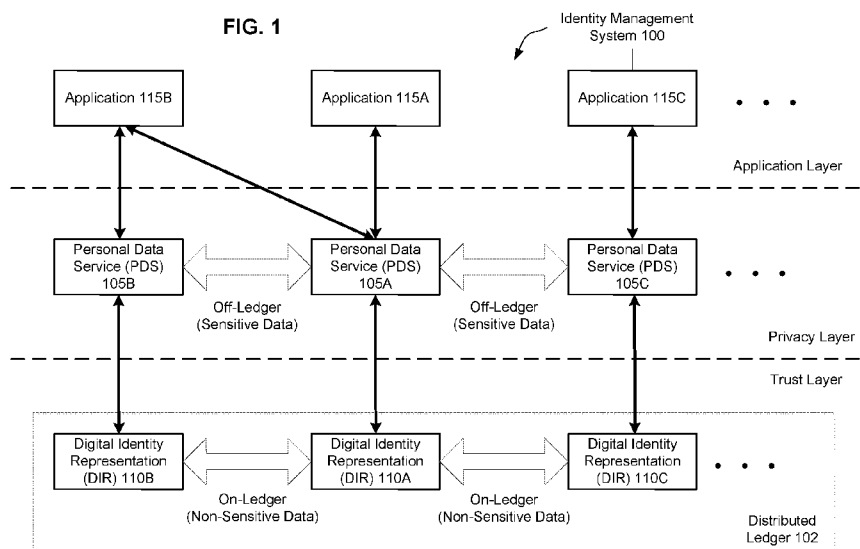 FIG. 1
Identity Management
System 100
Application 115B
Application 115A
Application 115C
Application Layer
Personal Data
Service (PDS)
105B
Personal Data
Service (PDS)
105A
Personal Data
Service (PDS)
105C
Off-Ledger
(Sensitive Data)
Off-Ledger
(Sensitive Data)
Privacy Layer
Trust Layer
Digital Identity
Representation
(DIR) 110B
Digital Identity
Representation
(DIR) 110A
Digital Identity
Representation
(DIR) 110C
On-Ledger
(Non-Sensitive Data)
On-Ledger
(Non-Sensitive Data)
Distributed
Ledger 102